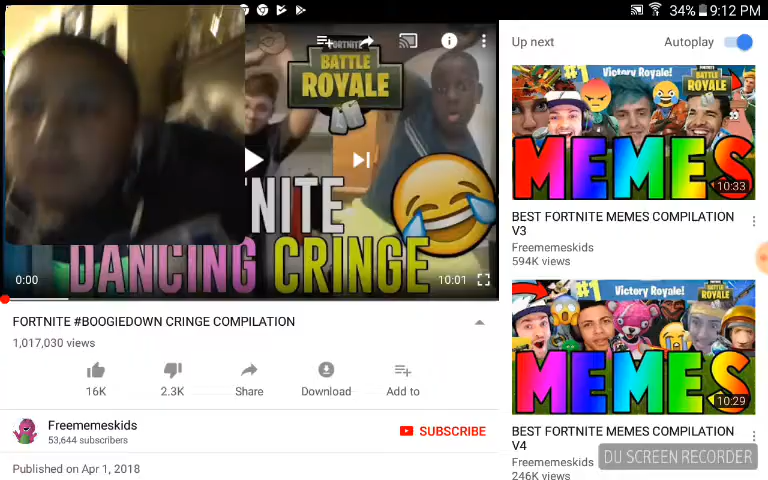 34% 9:12 PM
FORTNITE
BATTLE
ROYALE
NITE
DANCING CRINGE
0:00
10:01
FORTNITE #BOOGIEDOWN CRINGE COMPILATION
1,017,030 views
16K
2.3K
Share
Download
Add to
Freememeskids
53,644 subscribers
SUBSCRIBE
Published on Apr 1, 2018
Up next
Autoplay
#1 Victory Royale!
BATTLE
ROYALE
MEMES
10:33
BEST FORTNITE MEMES COMPILATION
V3
Freememeskids
594K views
#1 Victory Royale!
BATTLE
ROYALE
MEMES
10:29
BEST FORTNITE MEMES COMPILATION
V4
Freememeskids
246K views
DU SCREEN RECORDER